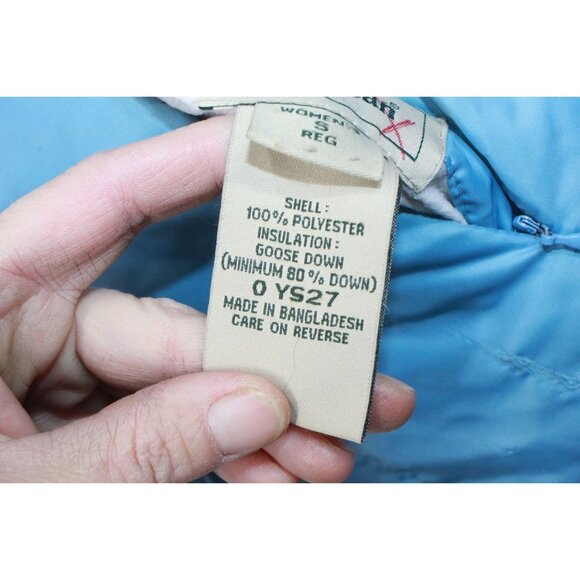 WOMEN'S
S
REG
SHELL:
100% POLYESTER
INSULATION:
GOOSE DOWN
(MINIMUM 80% DOWN)
0 YS27
MADE IN BANGLADESH
CARE ON REVERSE